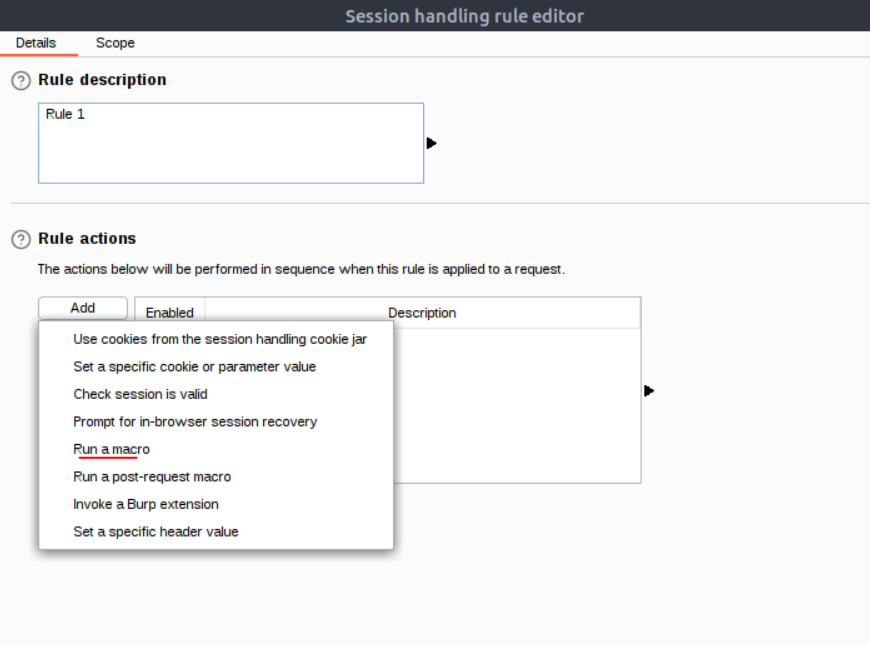 Session handling rule editor
Details Scope
? Rule description
Rule 1
? Rule actions
The actions below will be performed in sequence when this rule is applied to a request.
Add Enabled Description
Use cookies from the session handling cookie jar
Set a specific cookie or parameter value
Check session is valid
Prompt for in-browser session recovery
Run a macro
Run a post-request macro
Invoke a Burp extension
Set a specific header value